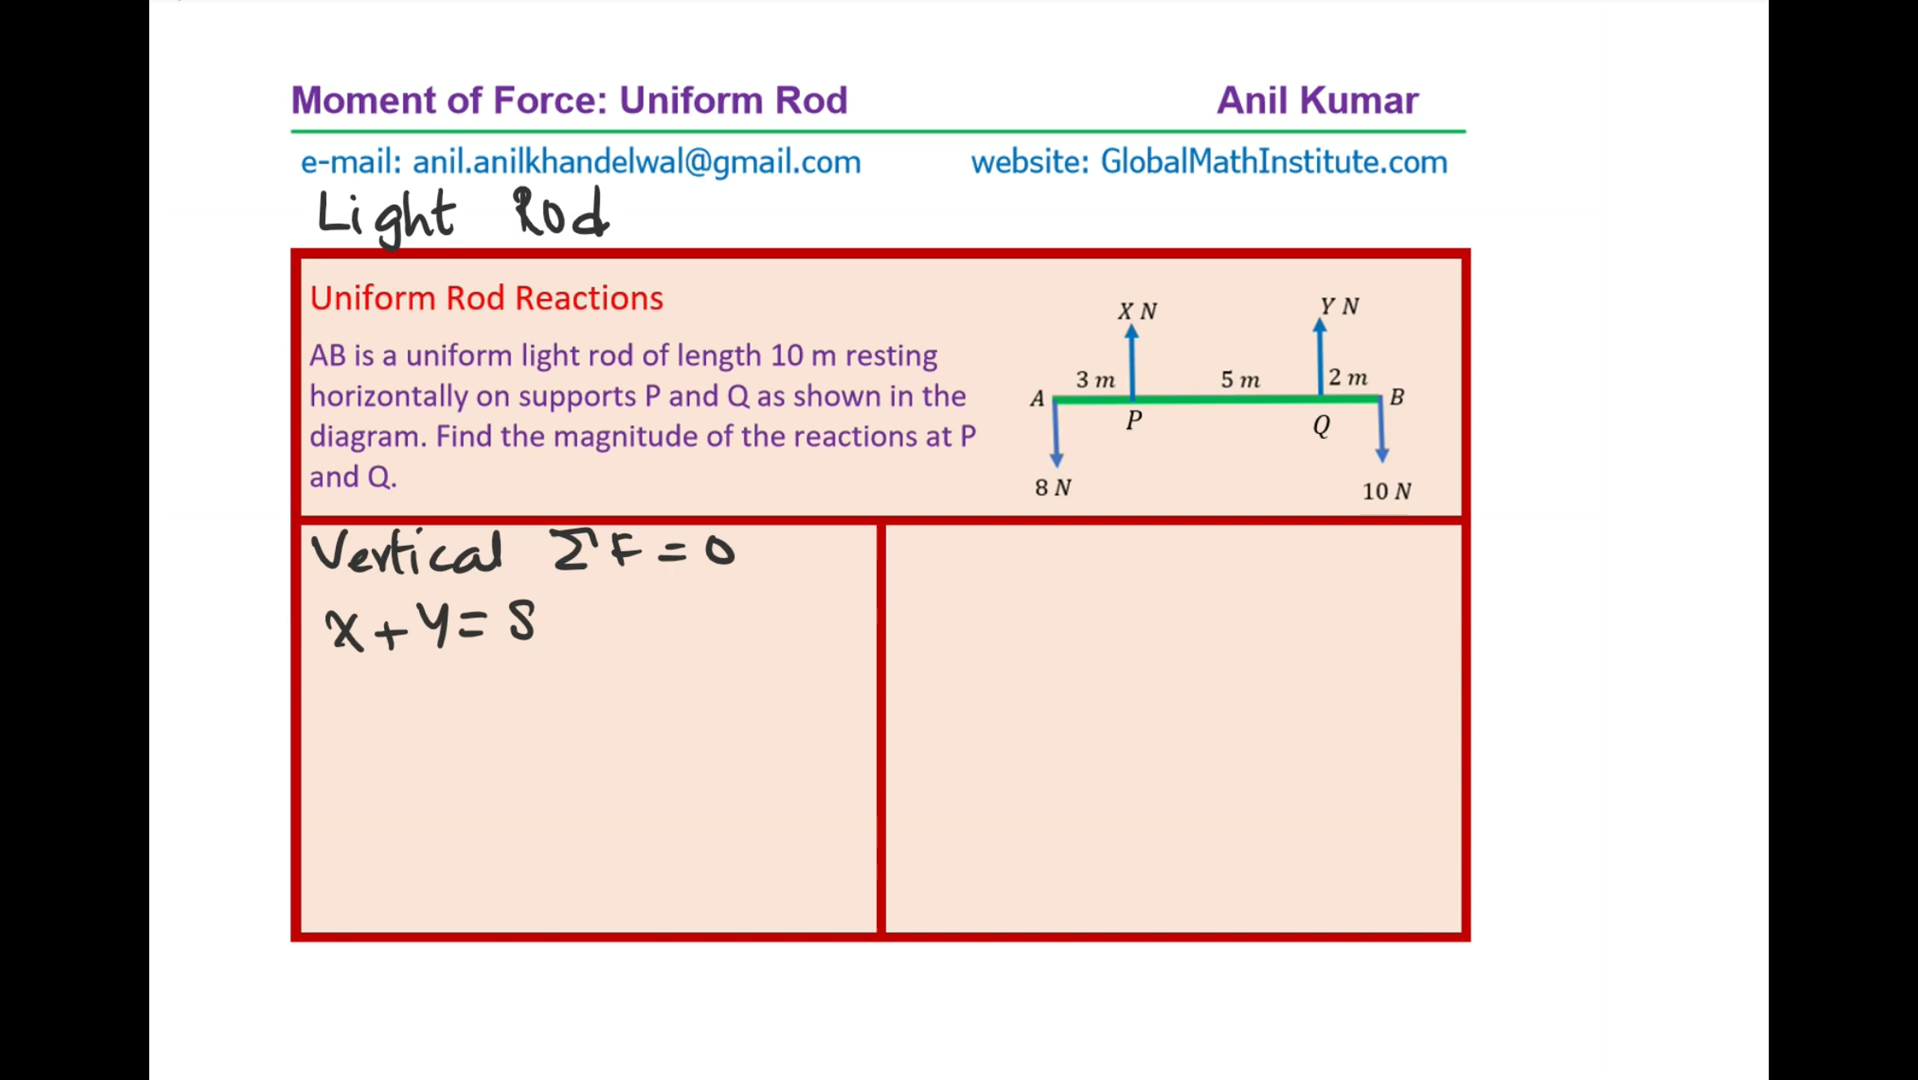 Moment of Force: Uniform Rod Anil Kumar
e-mail: anil.anilkhandelwal@gmail.com website: GlobalMathInstitute.com
Light Rod
Uniform Rod Reactions
AB is a uniform light rod of length 10 m resting
horizontally on supports P and Q as shown in the
diagram. Find the magnitude of the reactions at P
and Q.
X N Y N
3 m 5 m 2 m
A B
P Q
8 N 10 N
Vertical Σ F = 0
X + Y = 8